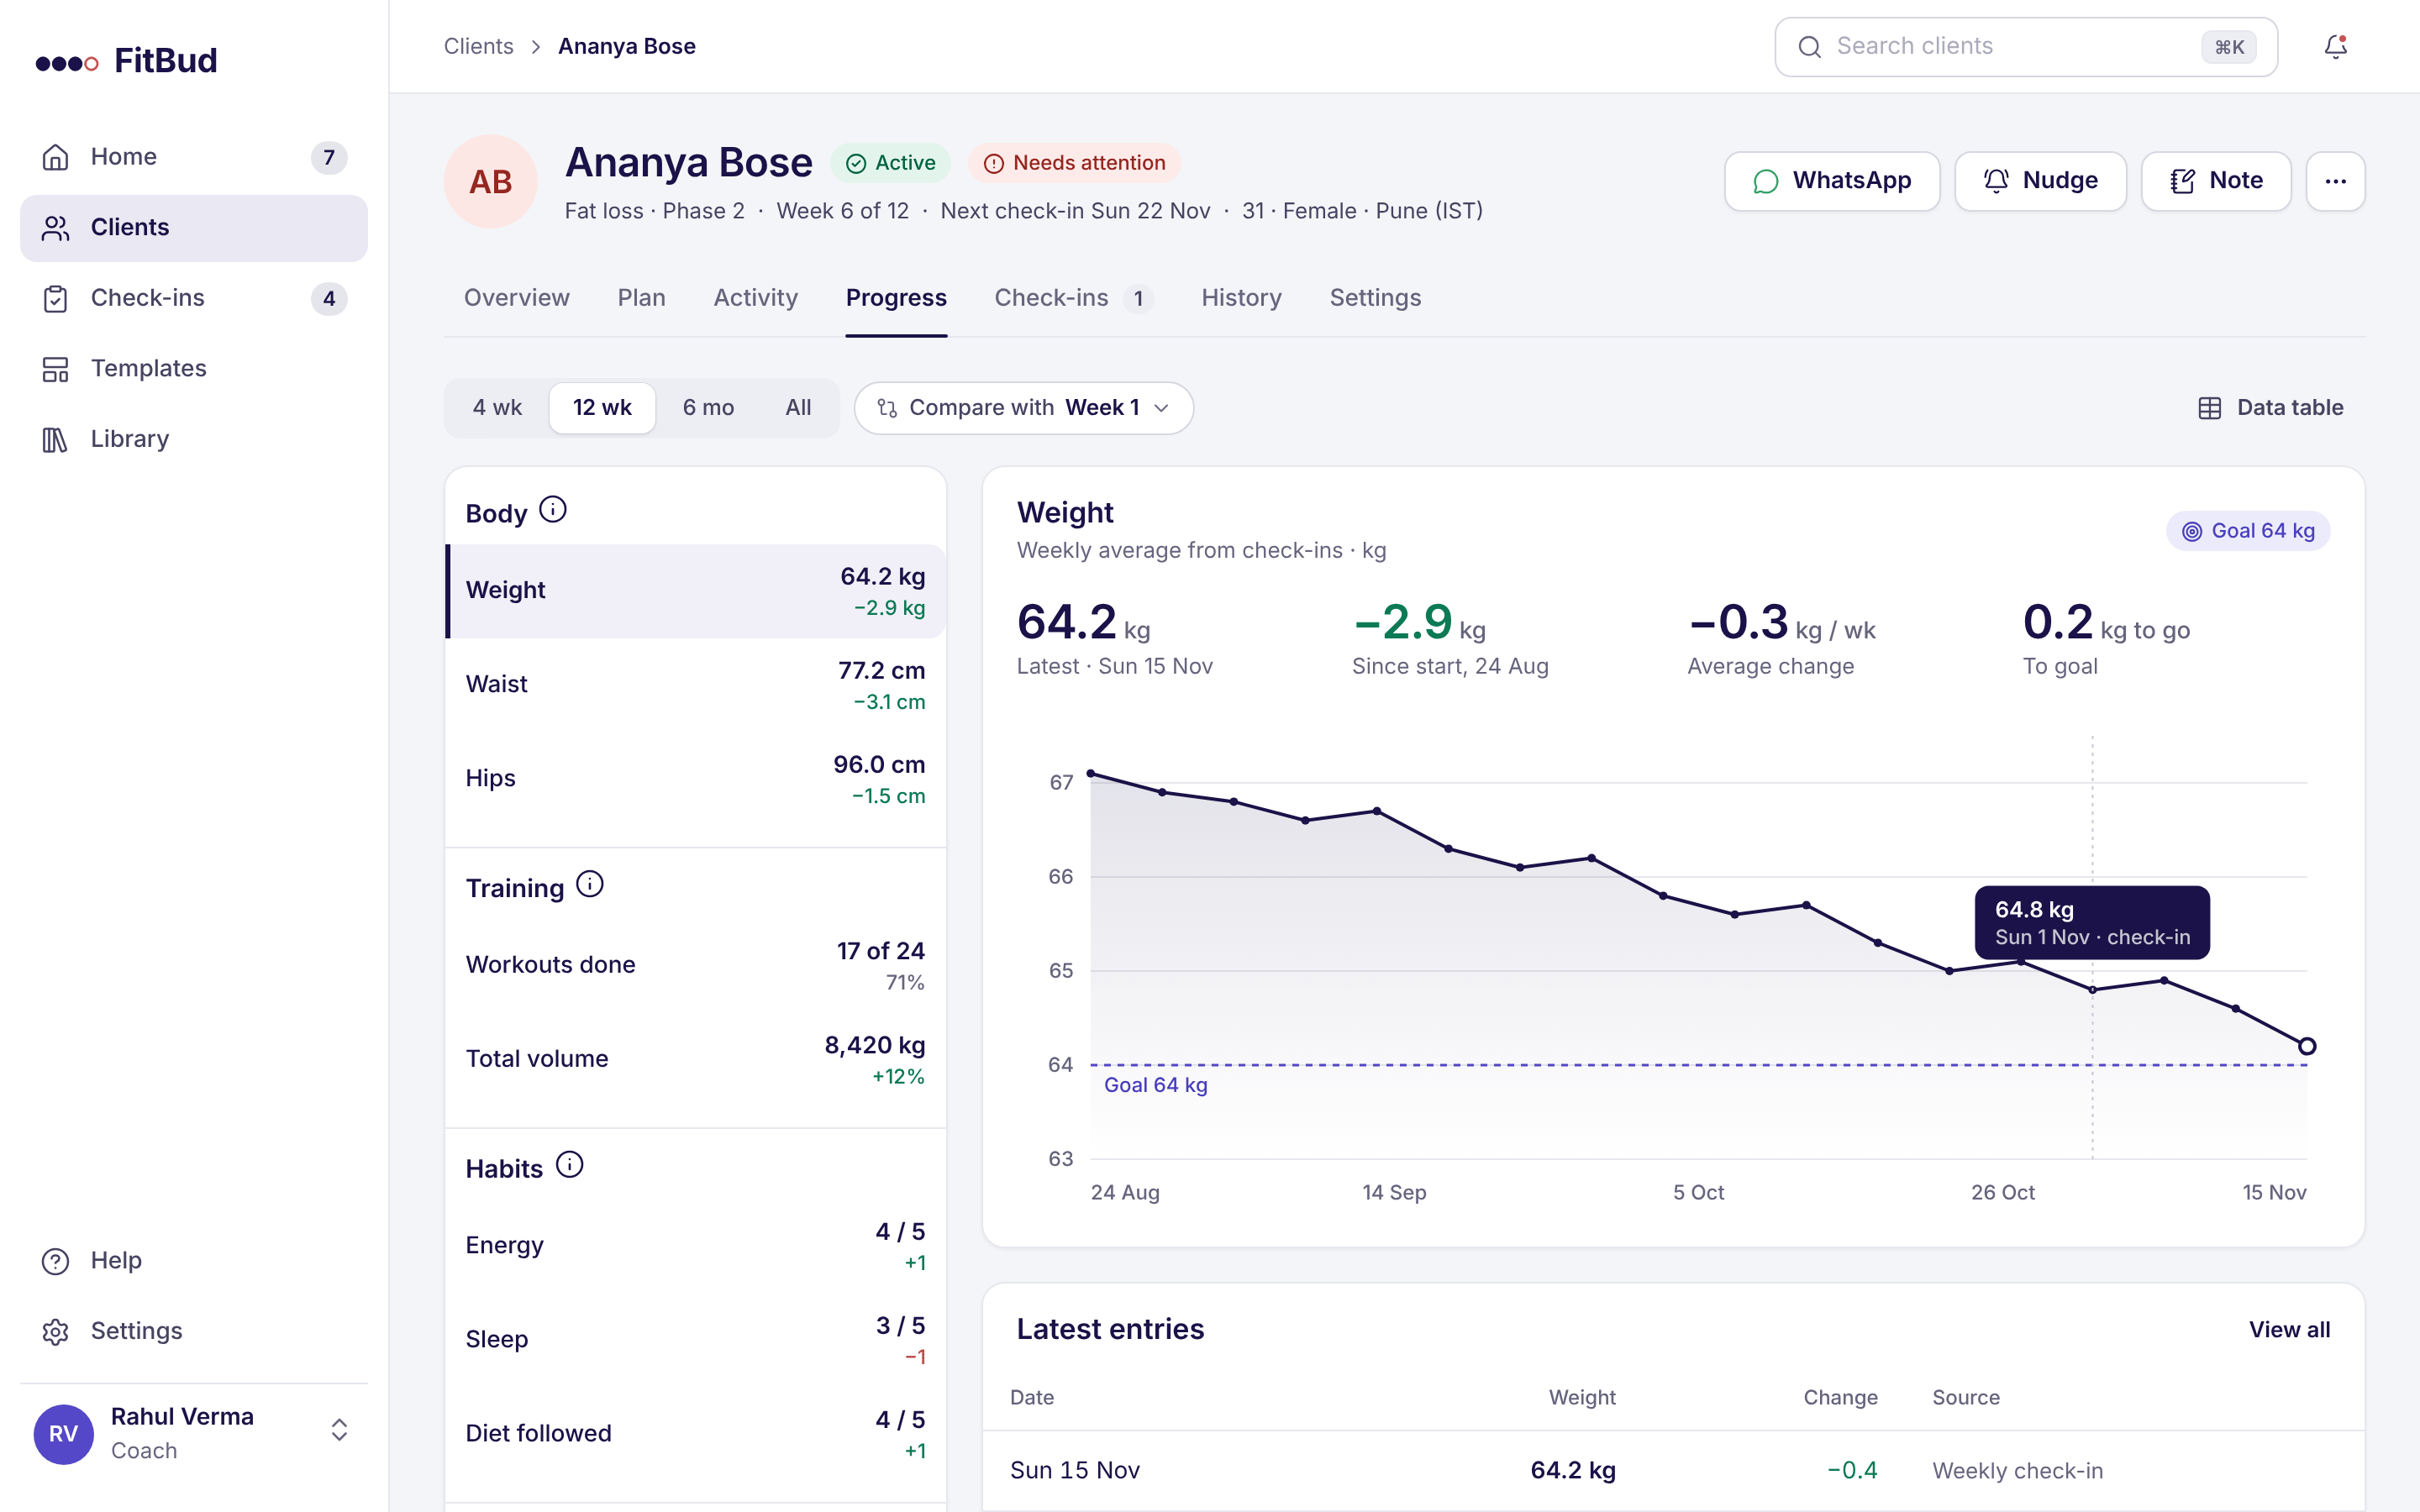 FitBud
Home 7
Clients
Check-ins 4
Templates
Library
Help
Settings
RV
Rahul Verma
Coach
Clients > Ananya Bose
Search clients ⌘K
AB
Ananya Bose Active Needs attention
Fat loss · Phase 2 · Week 6 of 12 · Next check-in Sun 22 Nov · 31 · Female · Pune (IST)
WhatsApp Nudge Note
Overview Plan Activity Progress Check-ins 1 History Settings
4 wk 12 wk 6 mo All Compare with Week 1 Data table
Body
Weight 64.2 kg
−2.9 kg
Waist 77.2 cm
−3.1 cm
Hips 96.0 cm
−1.5 cm
Training
Workouts done 17 of 24
71%
Total volume 8,420 kg
+12%
Habits
Energy 4 / 5
+1
Sleep 3 / 5
−1
Diet followed 4 / 5
+1
Weight
Weekly average from check-ins · kg
Goal 64 kg
64.2 kg
Latest · Sun 15 Nov
−2.9 kg
Since start, 24 Aug
−0.3 kg / wk
Average change
0.2 kg to go
To goal
67
66
65
64
63
64.8 kg
Sun 1 Nov · check-in
Goal 64 kg
24 Aug 14 Sep 5 Oct 26 Oct 15 Nov
Latest entries View all
Date Weight Change Source
Sun 15 Nov 64.2 kg −0.4 Weekly check-in